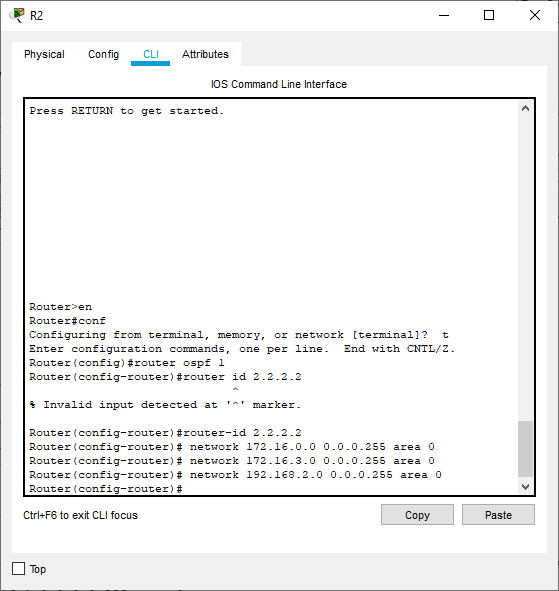 R2
Physical Config CLI Attributes
IOS Command Line Interface
Press RETURN to get started.
Router>en
Router#conf
Configuring from terminal, memory, or network [terminal]? t
Enter configuration commands, one per line. End with CNTL/Z.
Router(config)#router ospf 1
Router(config-router)#router id 2.2.2.2
^
% Invalid input detected at '^' marker.
Router(config-router)#router-id 2.2.2.2
Router(config-router)# network 172.16.0.0 0.0.0.255 area 0
Router(config-router)# network 172.16.3.0 0.0.0.255 area 0
Router(config-router)# network 192.168.2.0 0.0.0.255 area 0
Router(config-router)#
Ctrl+F6 to exit CLI focus
Copy Paste
Top